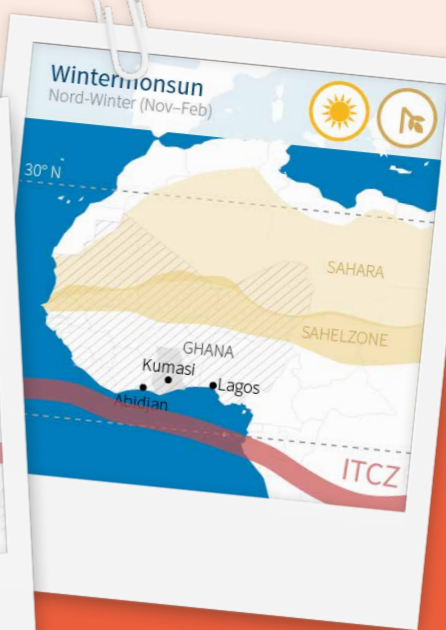 Wintermonsun
Nord-Winter (Nov–Feb)
30° N
SAHARA
SAHELZONE
GHANA
Kumasi
Lagos
Abidjan
ITCZ